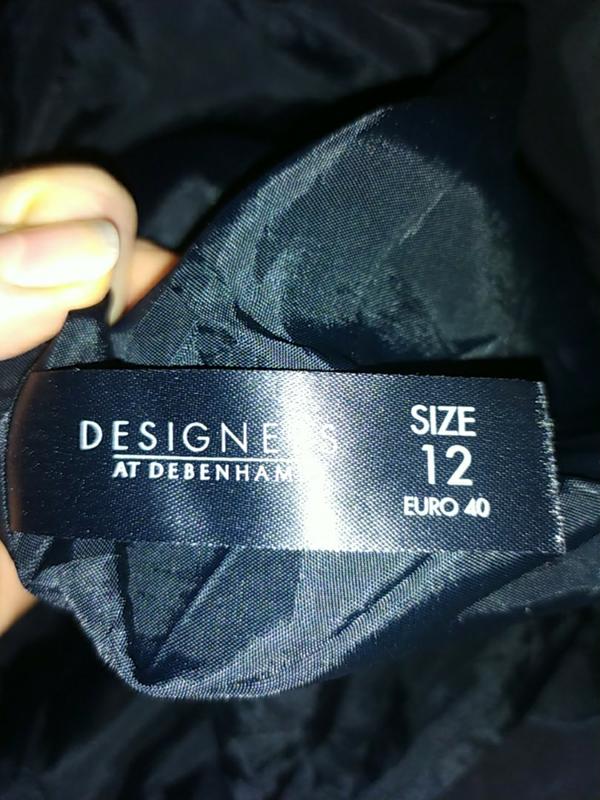 DESIGNERS
AT DEBENHAMS
SIZE
12
EURO 40